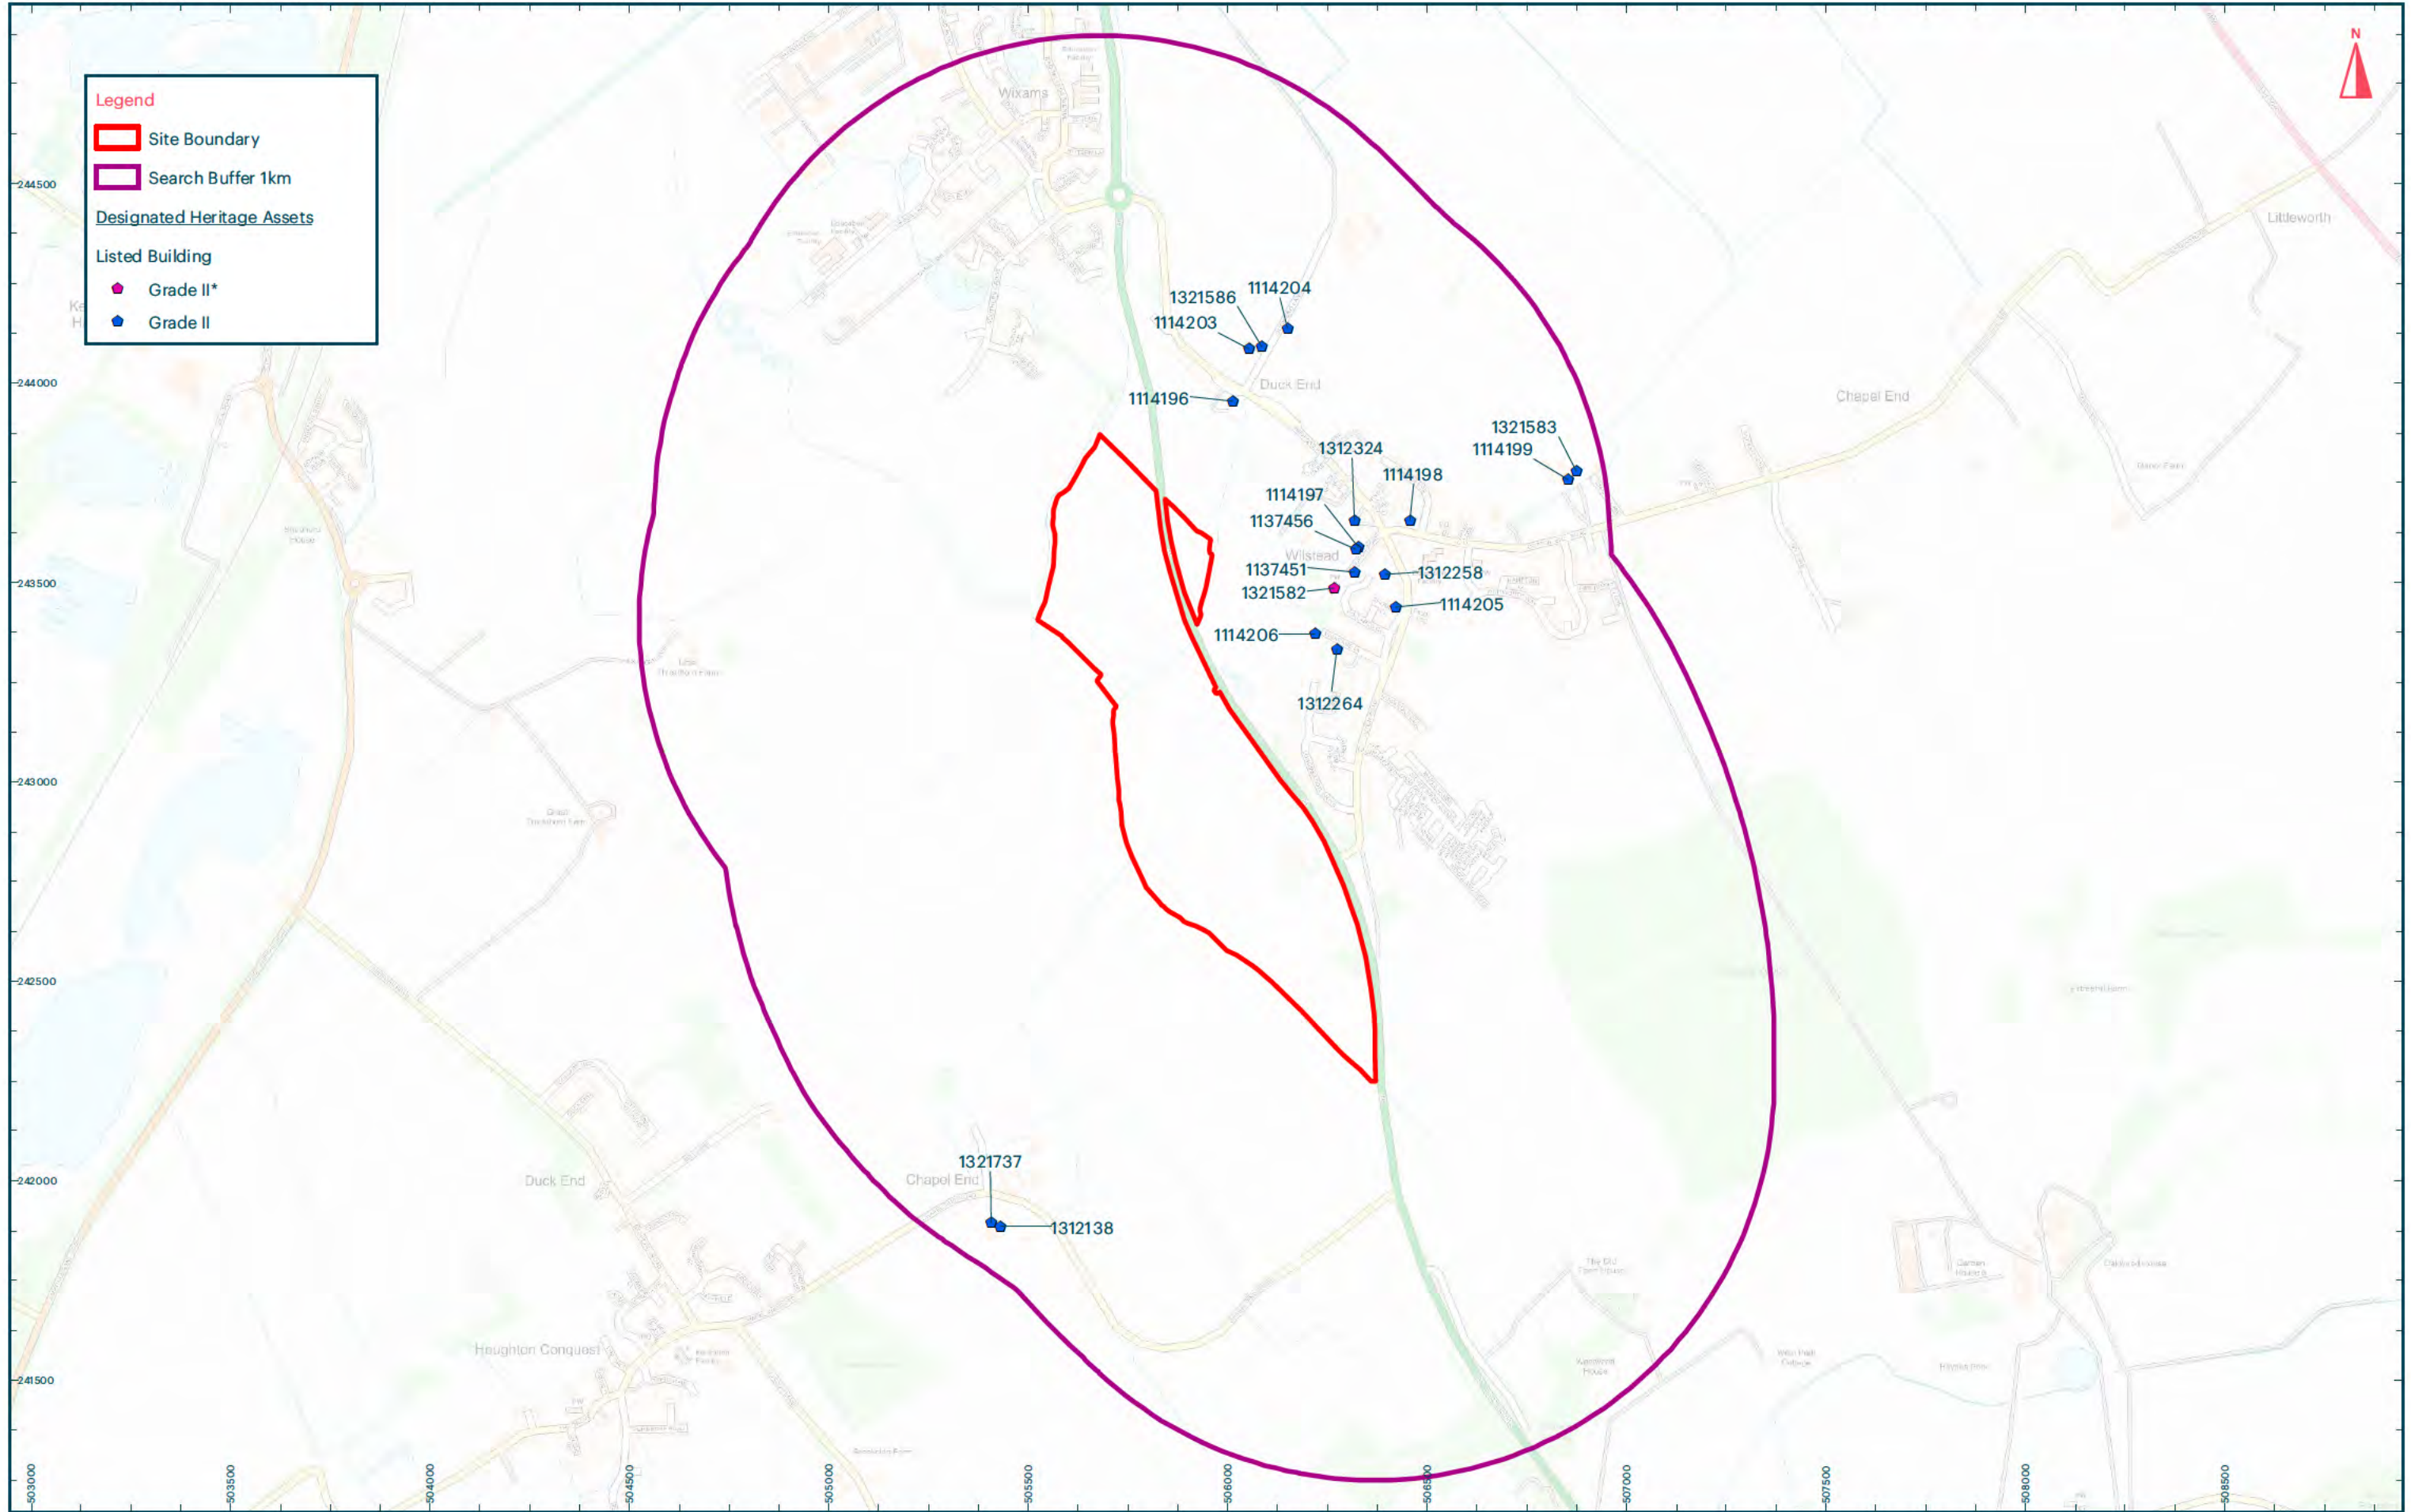 N
Legend
Site Boundary
Search Buffer 1km
Designated Heritage Assets
Listed Building
Grade II*
Grade II
Wixams
Littleworth
244500
1321586
1114204
1114203
244000
1114196
Duck End
Chapel End
1321583
1114199
1312324
1114198
1114197
1137456
Wilstead
243500
1137451
1312258
1321582
1114205
1114206
1312264
243000
242500
1321737
242000
Duck End
Chapel End
1312138
Houghton Conquest
241500
503000
503500
504000
504500
505000
505500
506000
506500
507000
507500
508000
508500